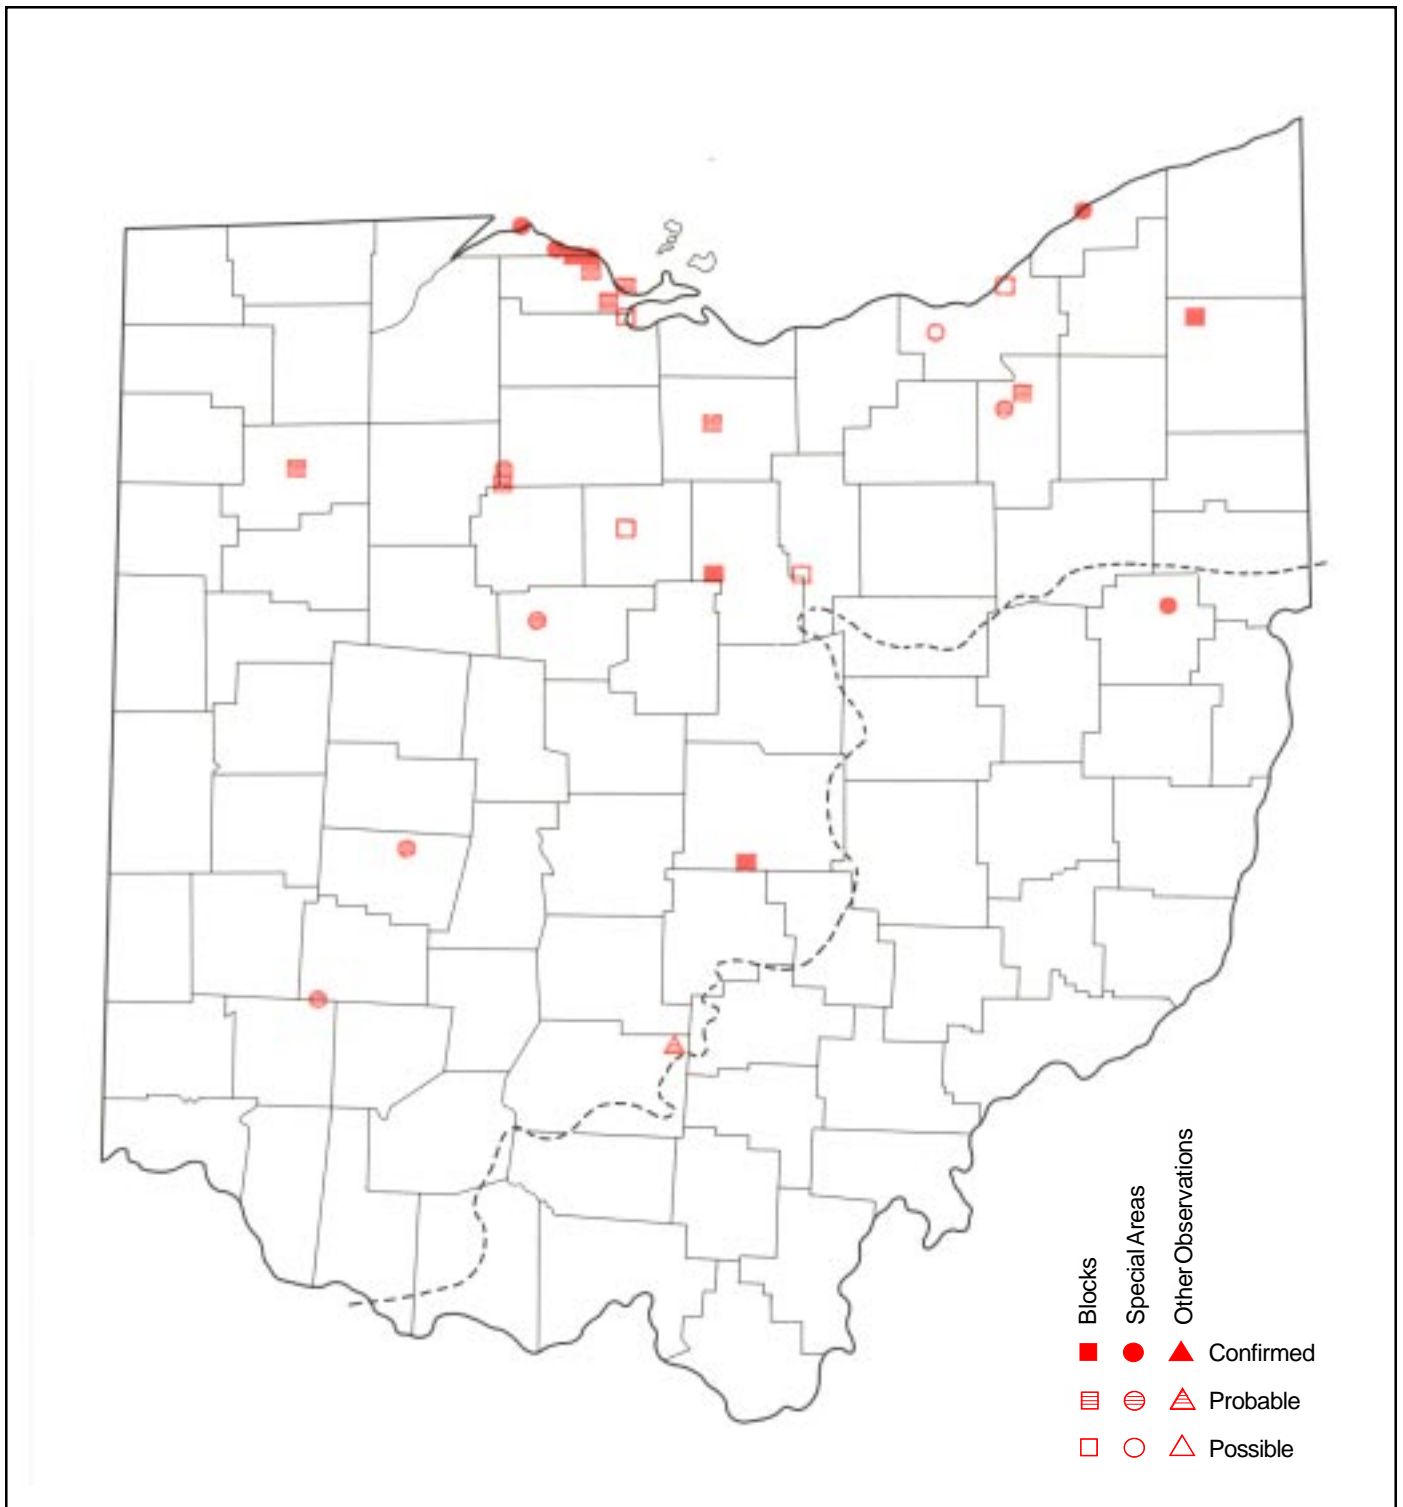 Blocks
Special Areas
Other Observations
Confirmed
Probable
Possible